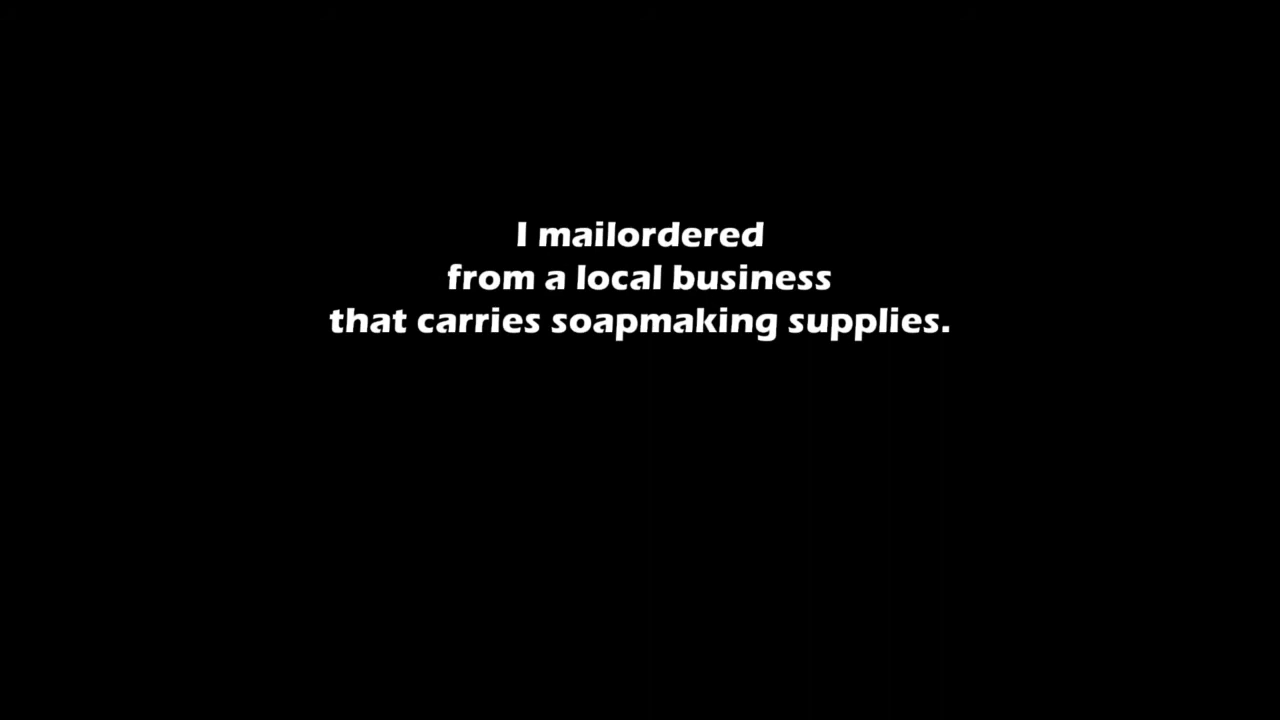 I mailordered
from a local business
that carries soapmaking supplies.